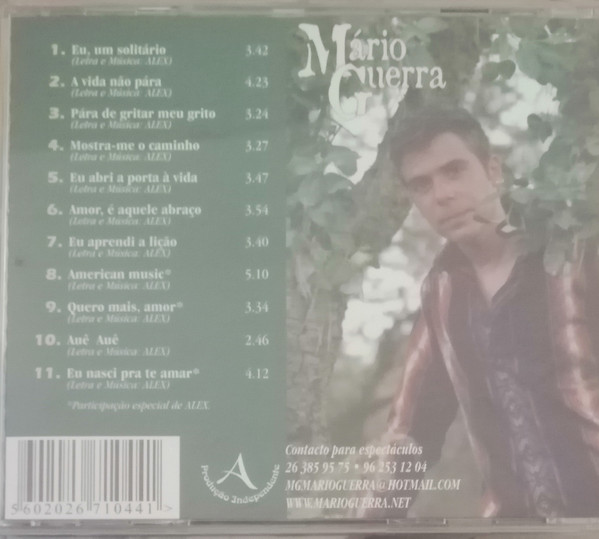 Mário
Guerra
1. Eu, um solitário 3.42
(Letra e Música: ALEX)
2. A vida não pára 4.23
(Letra e Música: ALEX)
3. Pára de gritar meu grito 3.24
(Letra e Música: ALEX)
4. Mostra-me o caminho 3.27
(Letra e Música: ALEX)
5. Eu abri a porta à vida 3.47
(Letra e Música: ALEX)
6. Amor, é aquele abraço 3.54
(Letra e Música: ALEX)
7. Eu aprendi a lição 3.40
(Letra e Música: ALEX)
8. American music* 5.10
(Letra e Música: ALEX)
9. Quero mais, amor* 3.34
(Letra e Música: ALEX)
10. Auê Auê 2.46
(Letra e Música: ALEX)
11. Eu nasci pra te amar* 4.12
(Letra e Música: ALEX)
*Participação especial de ALEX.
5602026710441>
A
Produção Independente
Contacto para espectáculos
26 385 95 75 • 96 253 12 04
MGMARIOGUERRA@HOTMAIL.COM
WWW.MARIOGUERRA.NET